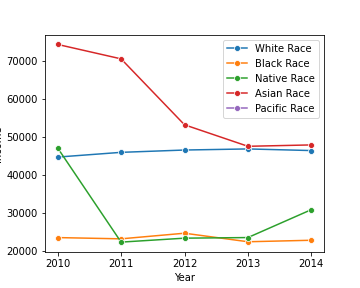 White Race
Black Race
Native Race
Asian Race
Pacific Race
70000
60000
50000
40000
30000
20000
2010 2011 2012 2013 2014
Year